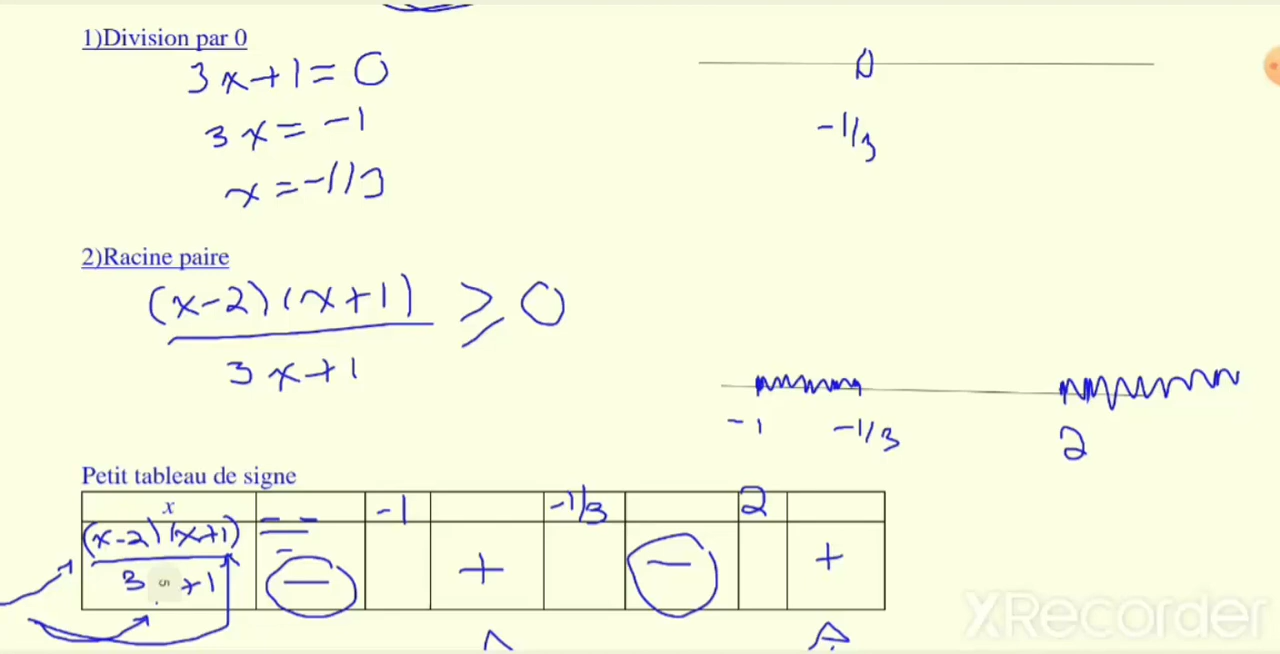 1)Division par 0
3x+1=0
3x=-1
x=-1/3
0
-1/3
2)Racine paire
(x-2)(x+1) ≥ 0
3x+1
-1 -1/3 2
Petit tableau de signe
x -1 -1/3 2
(x-2)(x+1) - -
3 +1 - - + - +
XRecorder